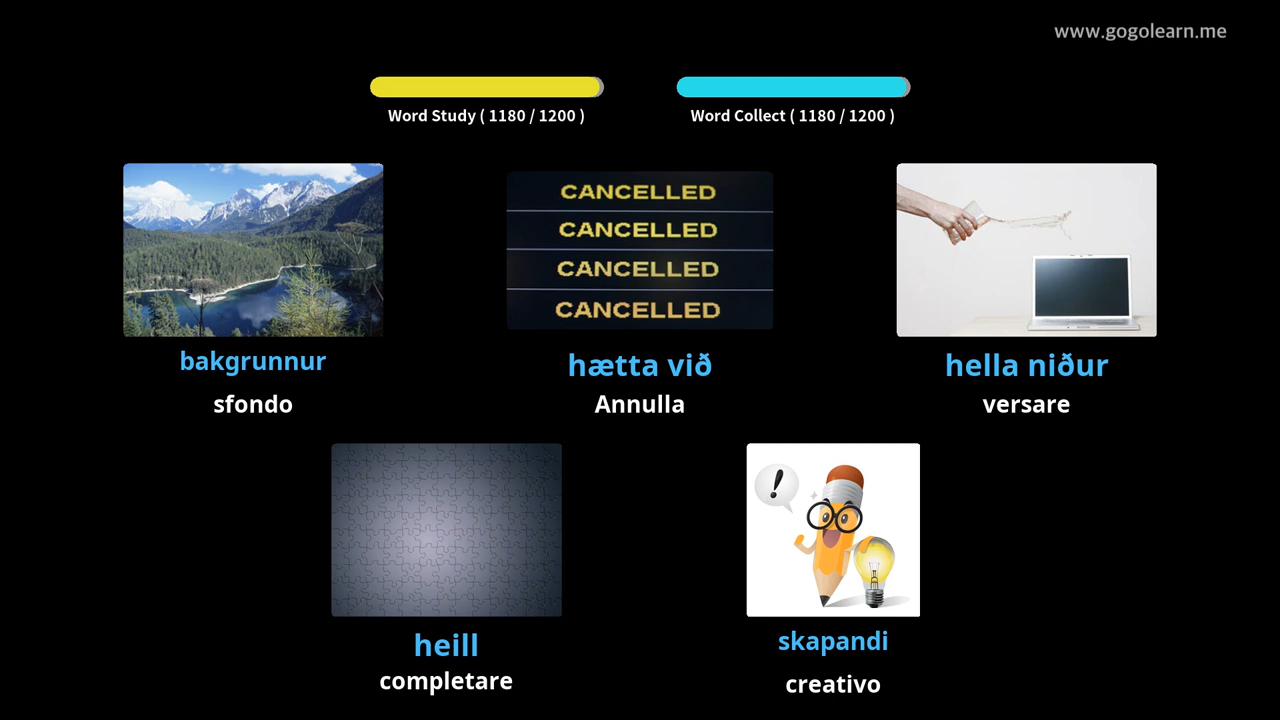 www.gogolearn.me
Word Study ( 1180 / 1200 )
Word Collect ( 1180 / 1200 )
CANCELLED
CANCELLED
CANCELLED
CANCELLED
bakgrunnur
hætta við
hella niður
sfondo
Annulla
versare
!
heill
skapandi
completare
creativo